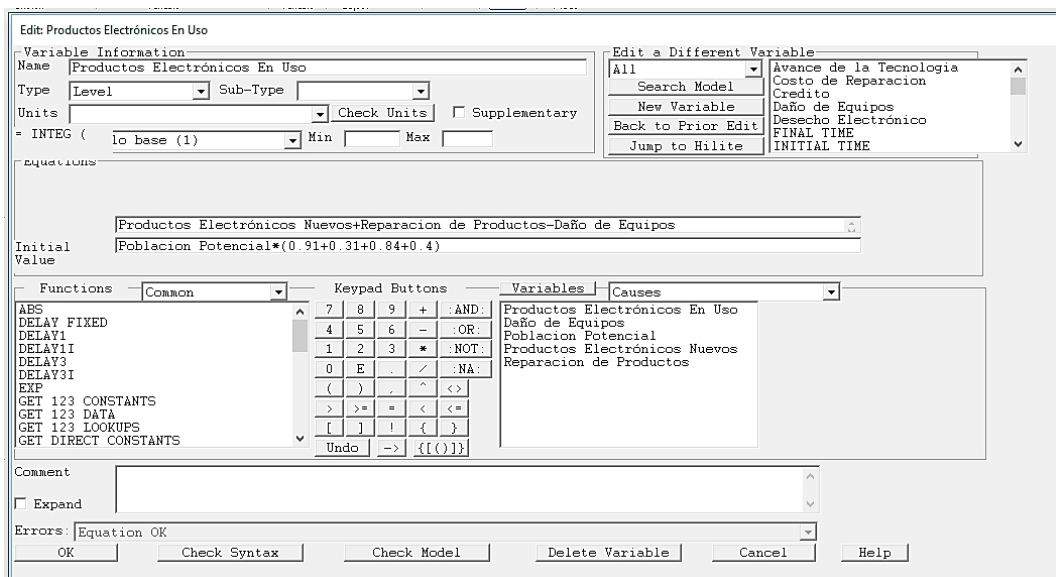 Edit: Productos Electrónicos En Uso
Variable Information
Name Productos Electrónicos En Uso
Type Level Sub-Type
Units Check Units Supplementary
= INTEG ( lo base (1) Min Max
Edit a Different Variable
All
Search Model
New Variable
Back to Prior Edit
Jump to Hilite
Avance de la Tecnologia
Costo de Reparacion
Credito
Daño de Equipos
Desecho Electrónico
FINAL TIME
INITIAL TIME
Equations
Productos Electrónicos Nuevos+Reparacion de Productos-Daño de Equipos
Initial Value
Poblacion Potencial*(0.91+0.31+0.84+0.4)
Functions Common
ABS
DELAY FIXED
DELAY1
DELAY1I
DELAY3
DELAY3I
EXP
GET 123 CONSTANTS
GET 123 DATA
GET 123 LOOKUPS
GET DIRECT CONSTANTS
Keypad Buttons
7 8 9 + :AND:
4 5 6 - :OR:
1 2 3 * :NOT:
0 E . / :NA:
( ) , ^ <>
> >= = < <=
[ ] ! { }
Undo -> {[()]}
Variables Causes
Productos Electrónicos En Uso
Daño de Equipos
Poblacion Potencial
Productos Electrónicos Nuevos
Reparacion de Productos
Comment
Expand
Errors: Equation OK
OK Check Syntax Check Model Delete Variable Cancel Help